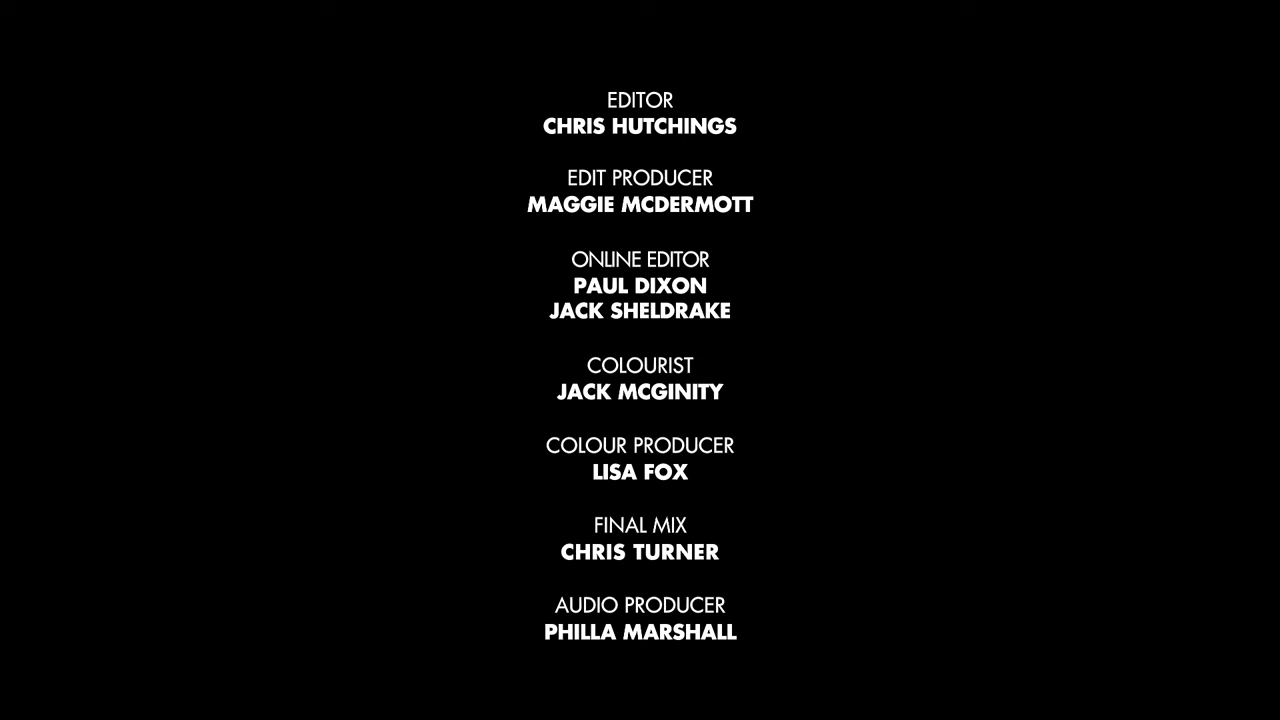 EDITOR
CHRIS HUTCHINGS
EDIT PRODUCER
MAGGIE MCDERMOTT
ONLINE EDITOR
PAUL DIXON
JACK SHELDRAKE
COLOURIST
JACK MCGINITY
COLOUR PRODUCER
LISA FOX
FINAL MIX
CHRIS TURNER
AUDIO PRODUCER
PHILLA MARSHALL